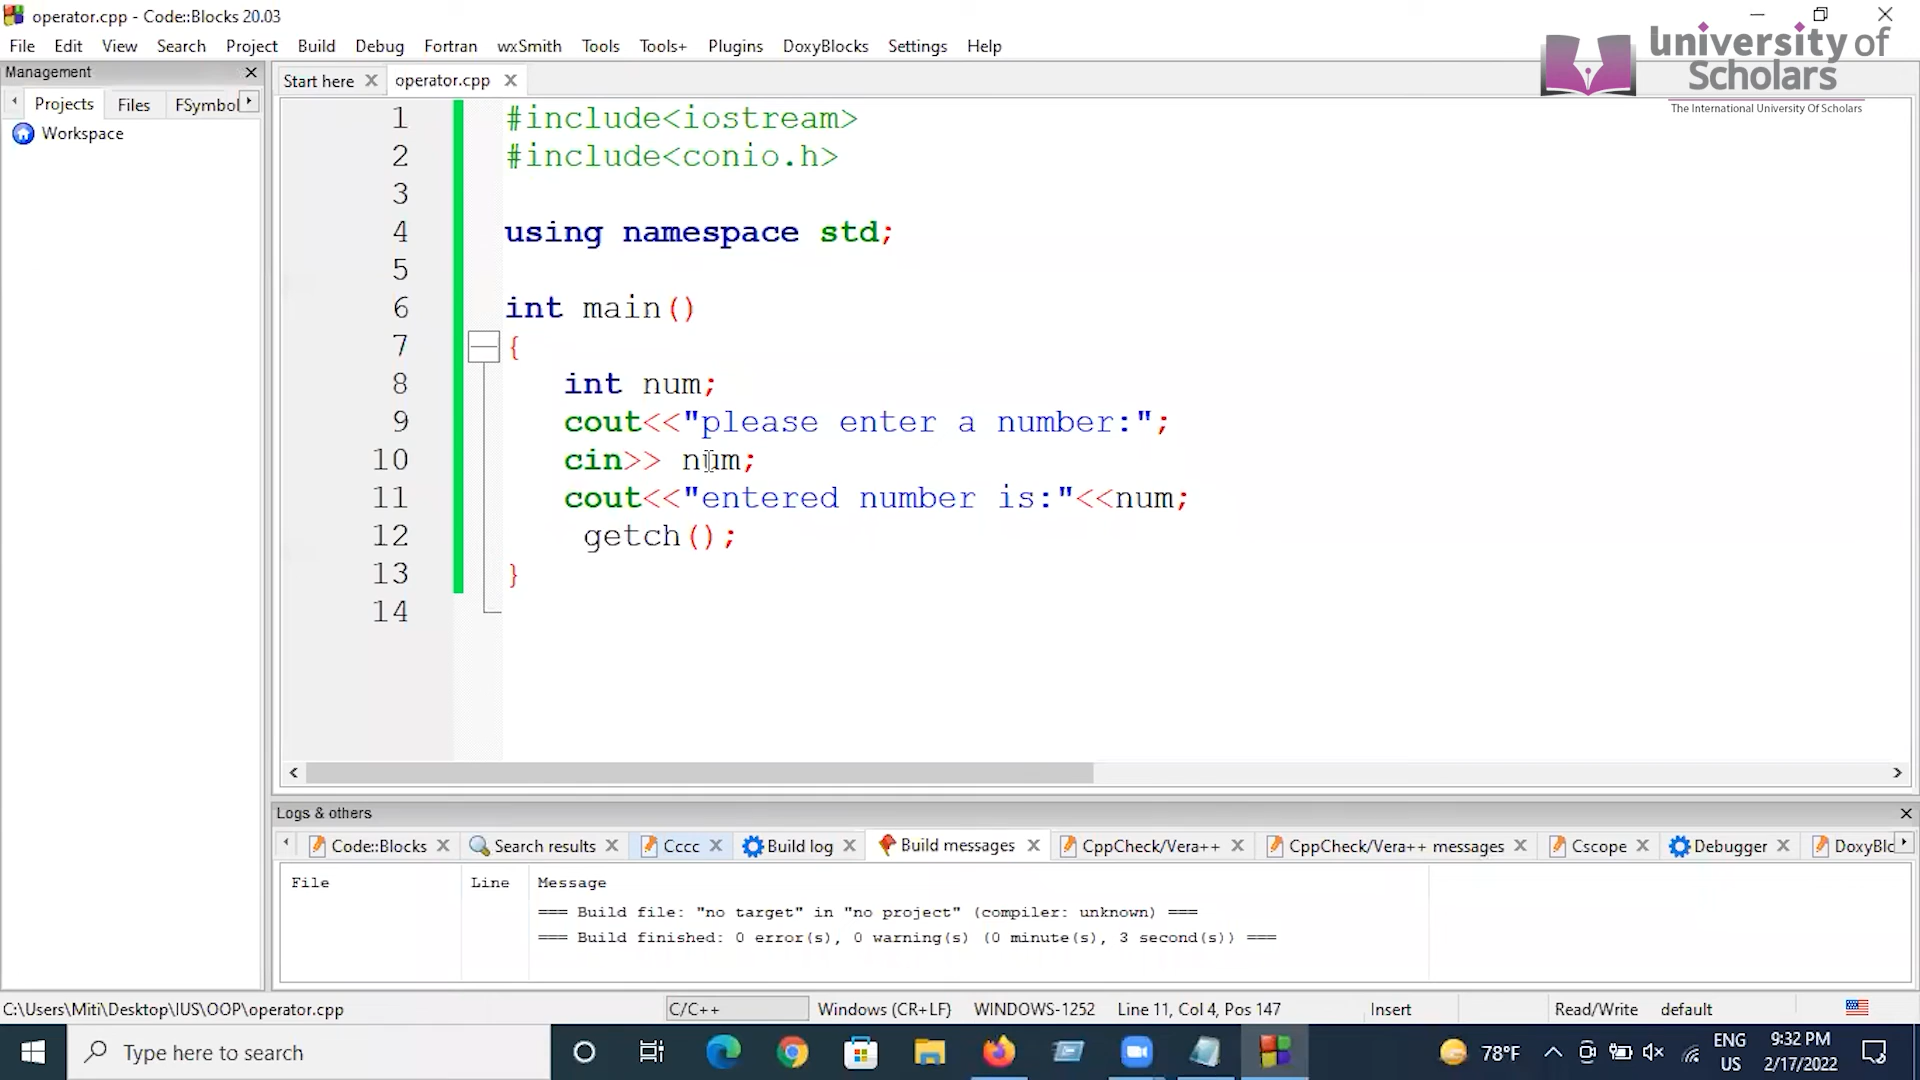 operator.cpp - Code::Blocks 20.03
File Edit View Search Project Build Debug Fortran wxSmith Tools Tools+ Plugins DoxyBlocks Settings Help
university of
Scholars
The International University Of Scholars
Management
Projects Files FSymbol
Workspace
Start here operator.cpp
1 #include<iostream>
2 #include<conio.h>
3
4 using namespace std;
5
6 int main()
7 {
8 int num;
9 cout<<"please enter a number:";
10 cin>> num;
11 cout<<"entered number is:"<<num;
12 getch();
13 }
14
Logs & others
Code::Blocks Search results Cccc Build log Build messages CppCheck/Vera++ CppCheck/Vera++ messages Cscope Debugger DoxyBlo
File Line Message
=== Build file: "no target" in "no project" (compiler: unknown) ===
=== Build finished: 0 error(s), 0 warning(s) (0 minute(s), 3 second(s)) ===
C:\Users\Miti\Desktop\IUS\OOP\operator.cpp C/C++ Windows (CR+LF) WINDOWS-1252 Line 11, Col 4, Pos 147 Insert Read/Write default
Type here to search
78°F
ENG
US
9:32 PM
2/17/2022